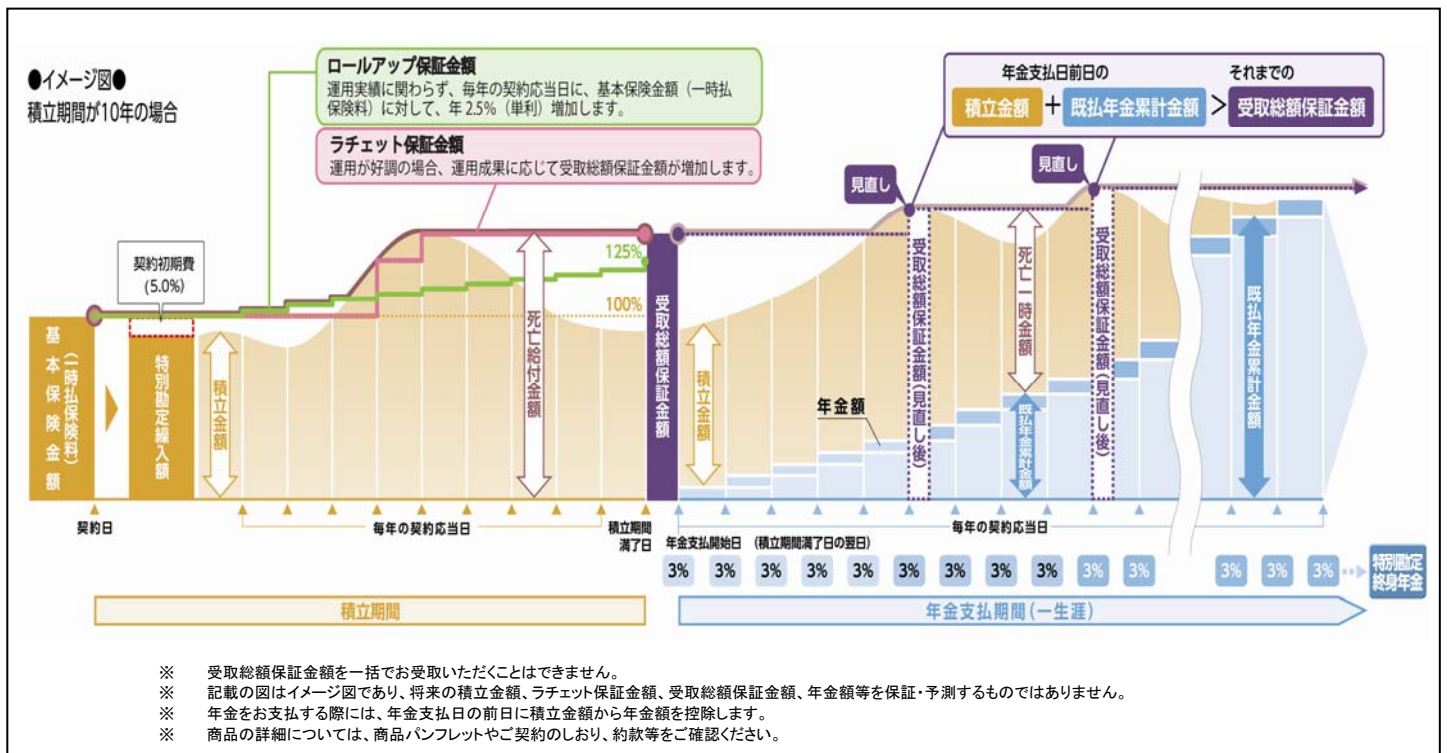 ●イメージ図●
積立期間が10年の場合
ロールアップ保証金額
運用実績に関わらず、毎年の契約応当日に、基本保険金額（一時払
保険料）に対して、年2.5%（単利）増加します。
ラチェット保証金額
運用が好調の場合、運用成果に応じて受取総額保証金額が増加します。
年金支払日前日の
それまでの
積立金額
+
既払年金累計金額
>
受取総額保証金額
見直し
見直し
契約初期費
(5.0%)
125%
100%
基本保険金額
(一時払保険料)
特別勘定繰入額
積立金額
死亡給付金額
受取総額保証金額
積立金額
年金額
受取総額保証金額(見直し後)
死亡一時金額
既払年金累計金額
受取総額保証金額(見直し後)
既払年金累計金額
契約日
毎年の契約応当日
積立期間
満了日
年金支払開始日 (積立期間満了日の翌日)
毎年の契約応当日
3% 3% 3% 3% 3% 3% 3% 3% 3% 3% 3% 3% 3% 3%
特別勘定
終身年金
積立期間
年金支払期間(一生涯)
※ 受取総額保証金額を一括でお受取いただくことはできません。
※ 記載の図はイメージ図であり、将来の積立金額、ラチェット保証金額、受取総額保証金額、年金額等を保証・予測するものではありません。
※ 年金をお支払する際には、年金支払日の前日に積立金額から年金額を控除します。
※ 商品の詳細については、商品パンフレットやご契約のしおり、約款等をご確認ください。